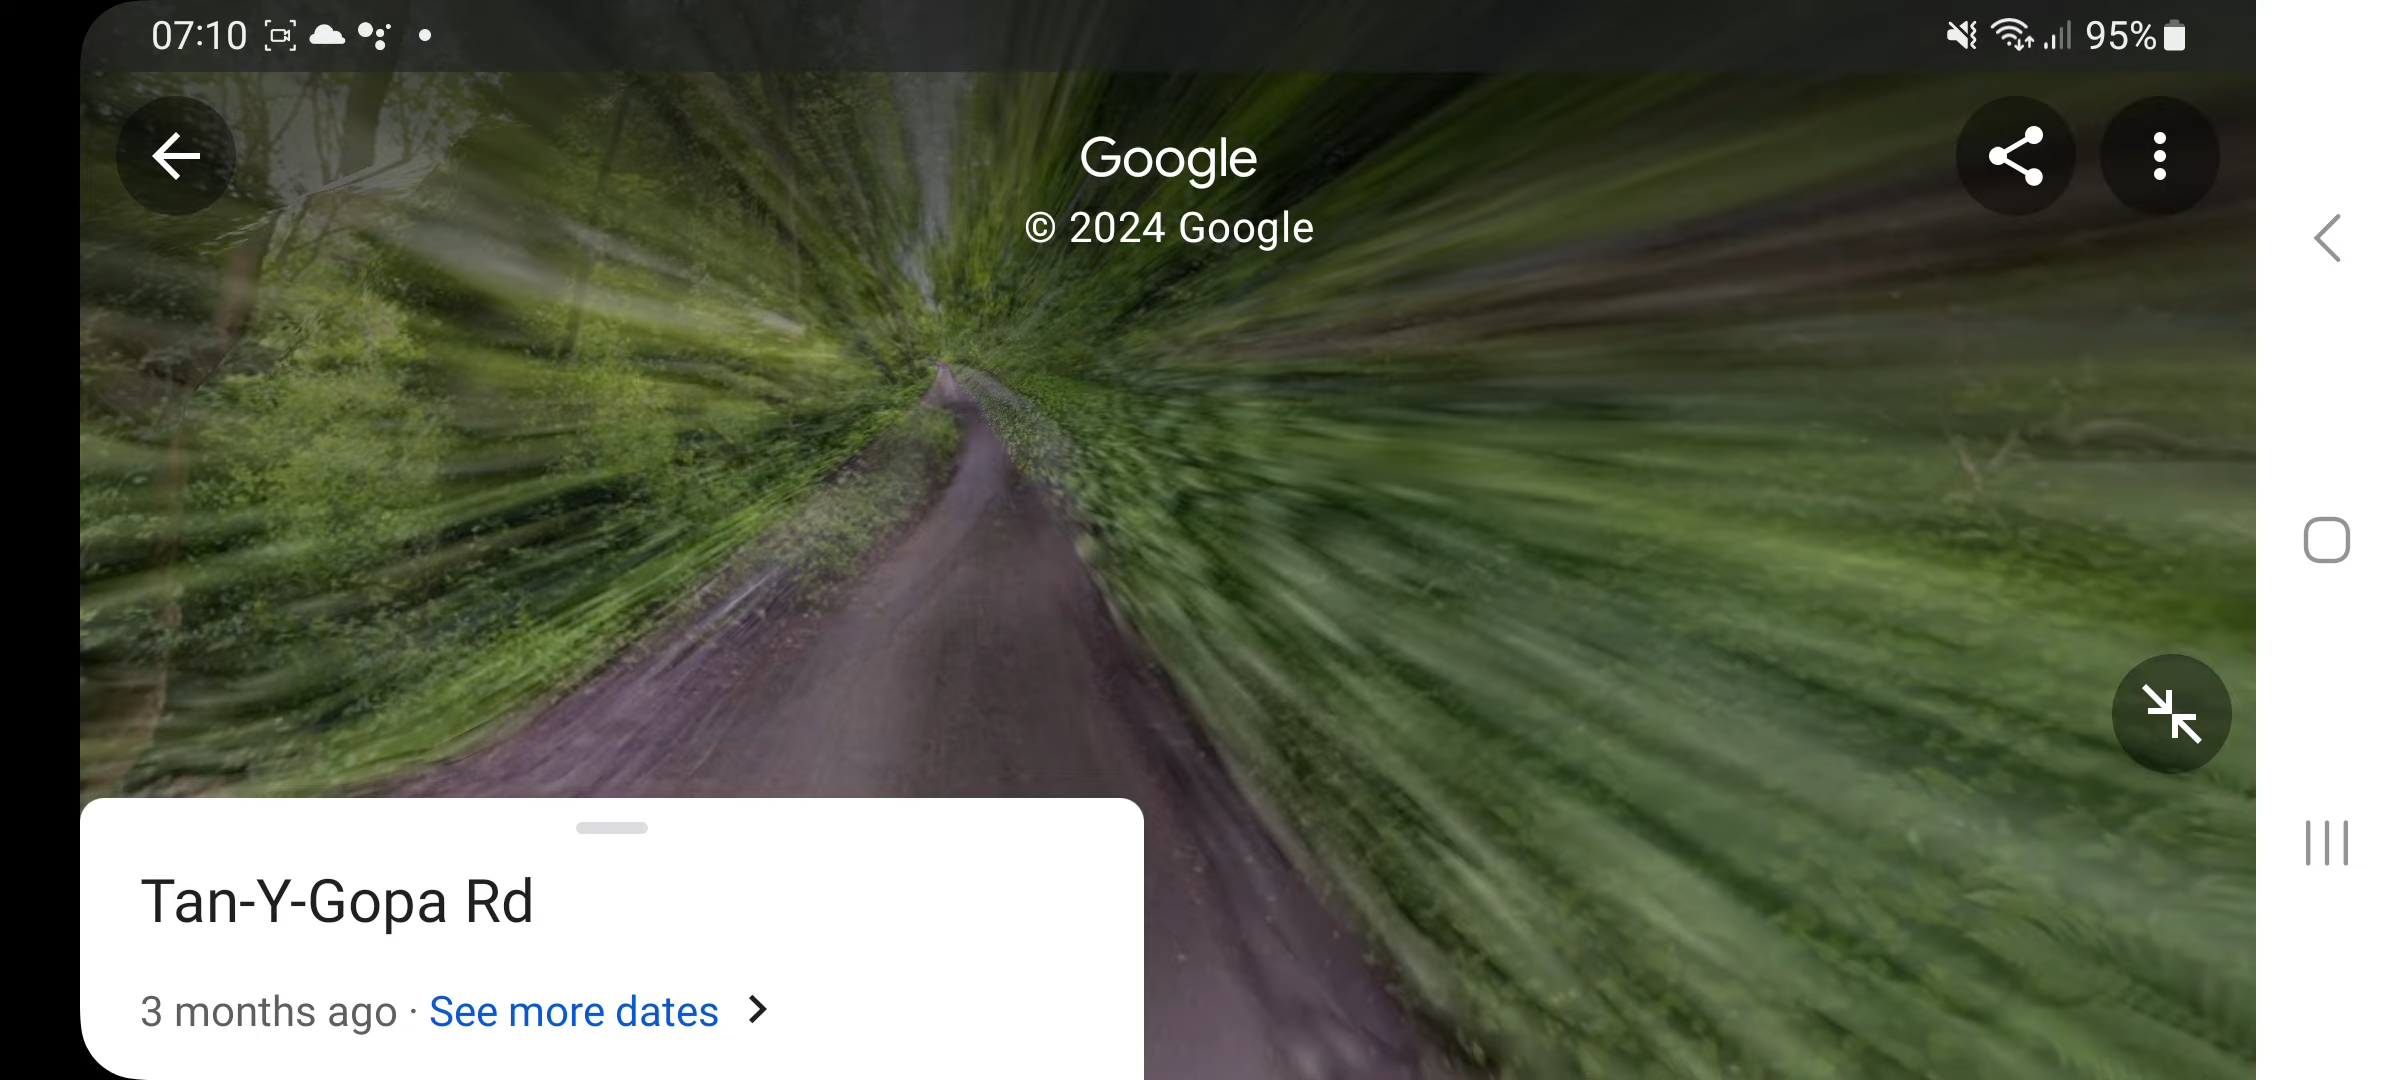 07:10
95%
Google
© 2024 Google
Tan-Y-Gopa Rd
3 months ago · See more dates